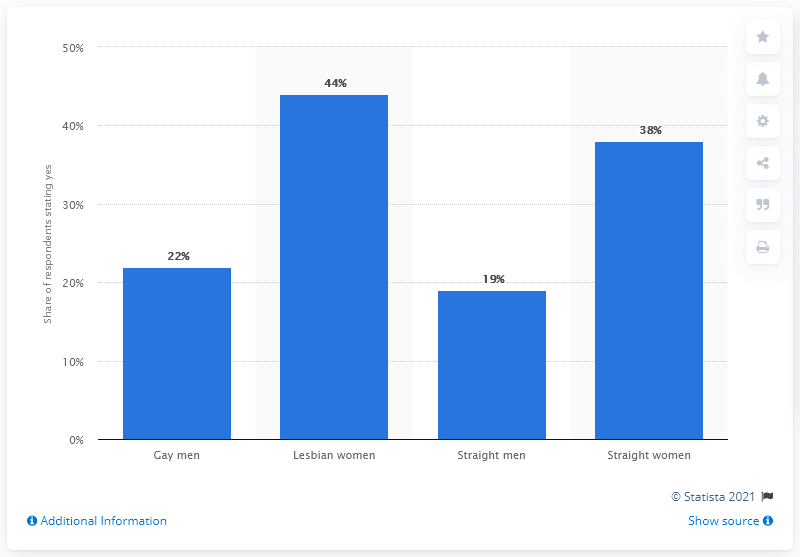 50%
40%
30%
20%
10%
0%
Share of respondents stating yes
22%
44%
19%
38%
Gay men
Lesbian women
Straight men
Straight women
© Statista 2021
Additional Information
Show source